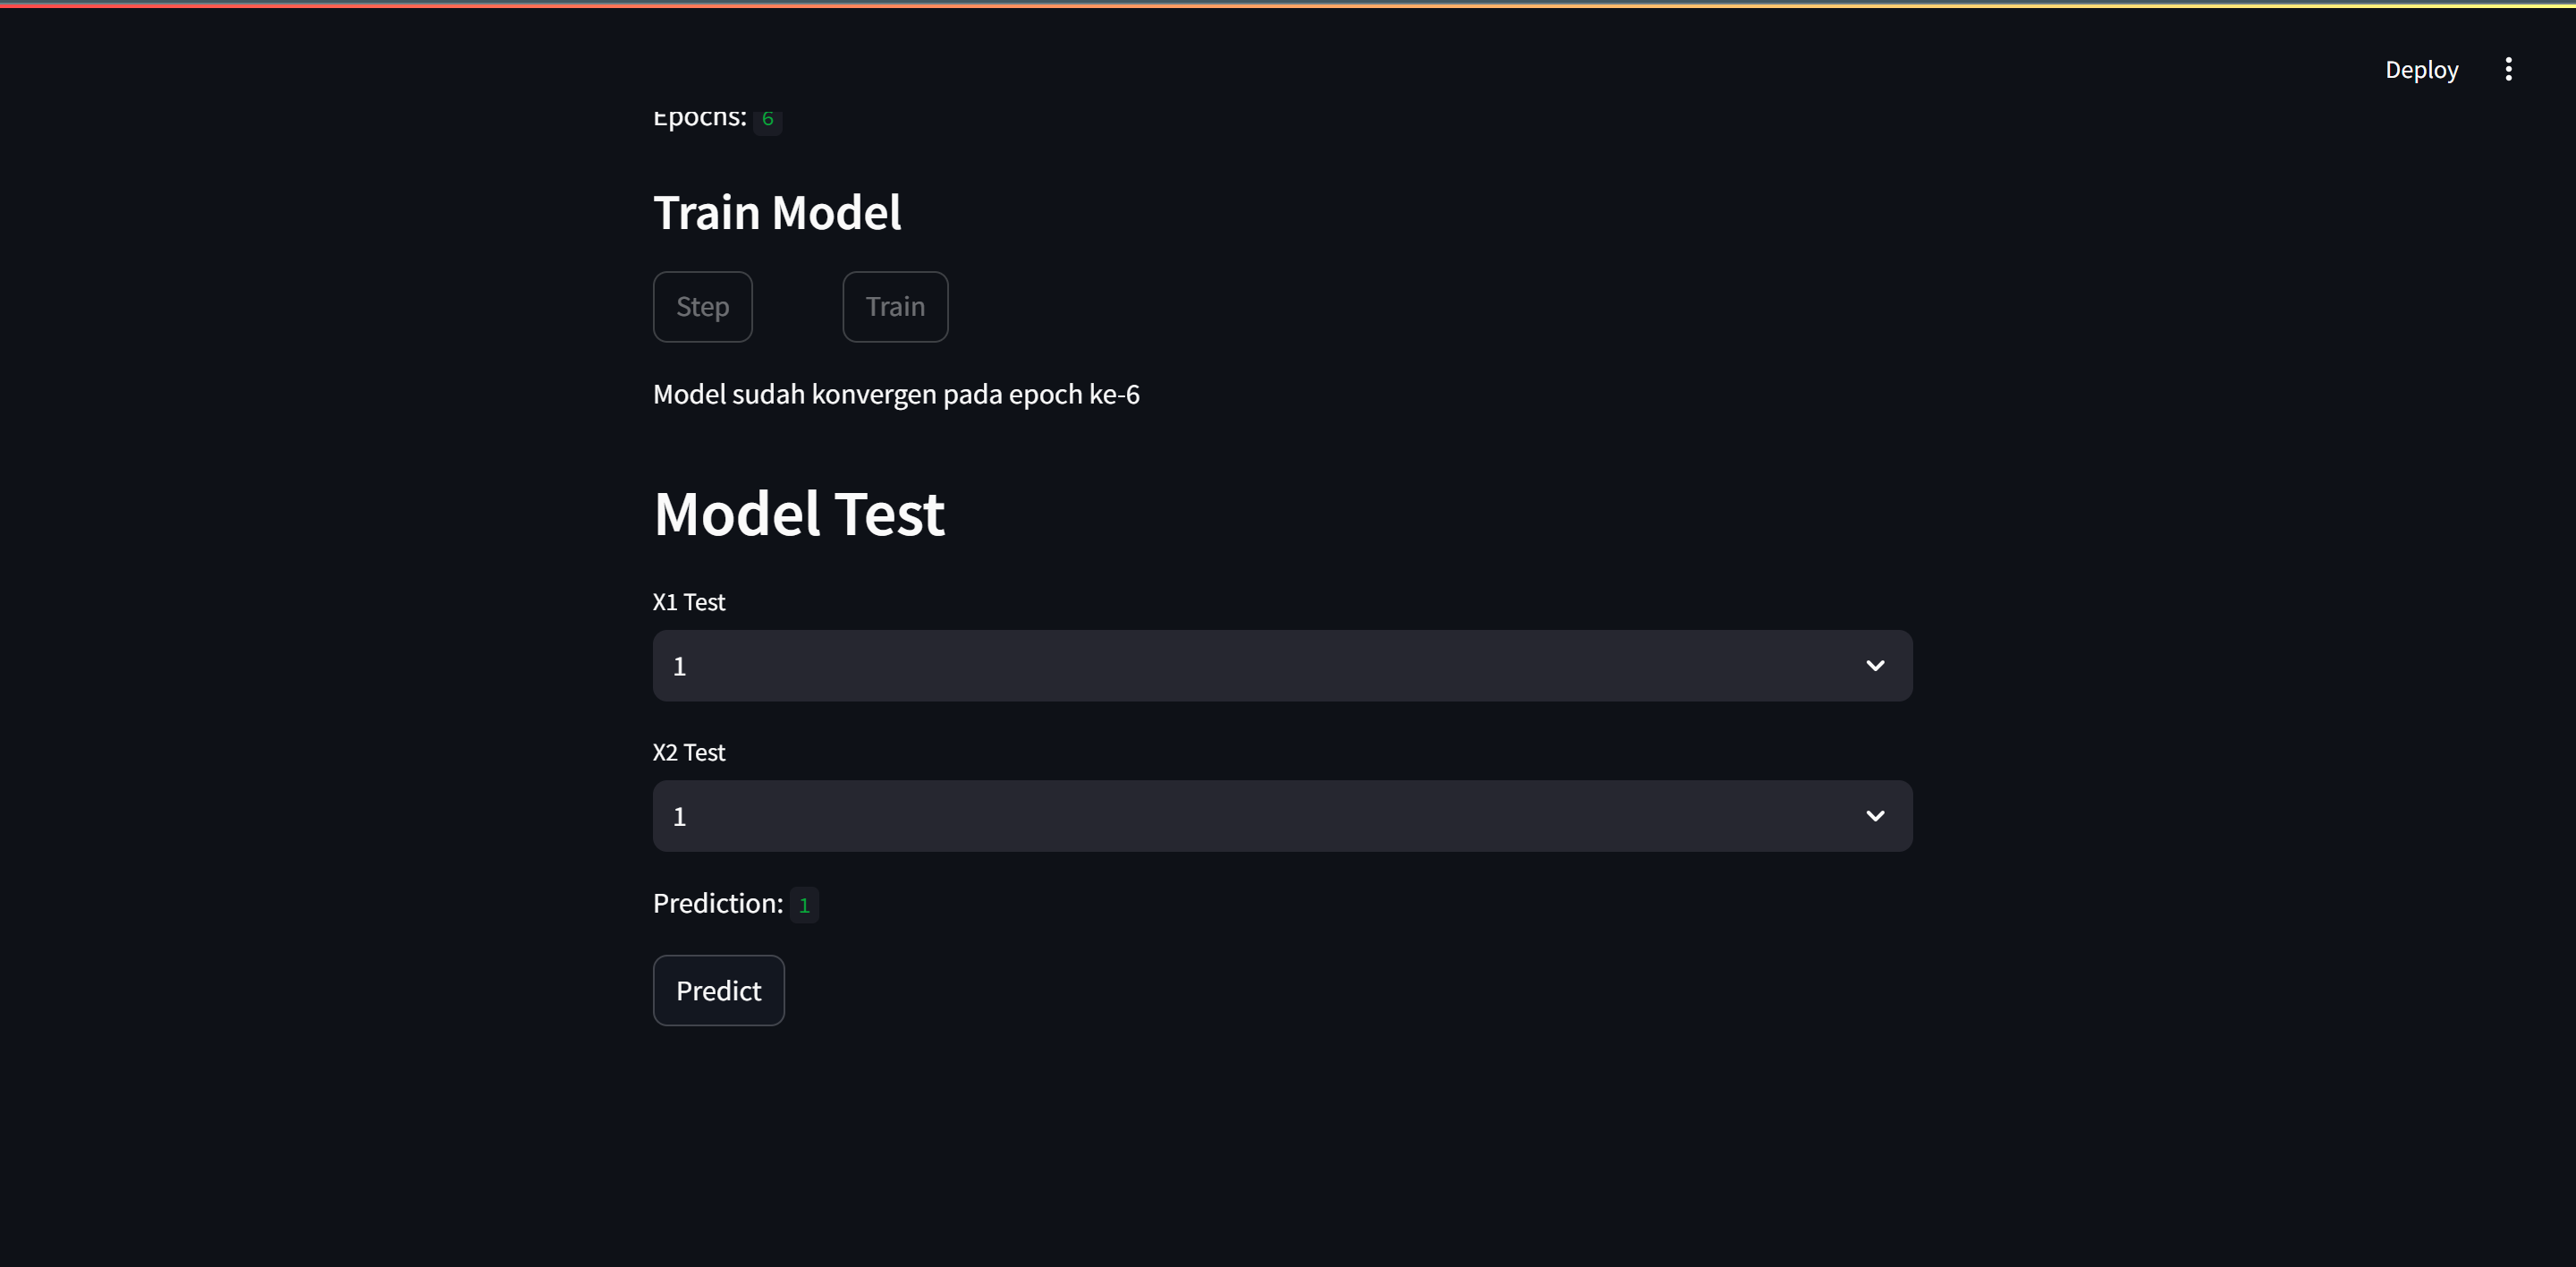 Deploy
Epochs: 6
Train Model
Step
Train
Model sudah konvergen pada epoch ke-6
Model Test
X1 Test
1
X2 Test
1
Prediction: 1
Predict